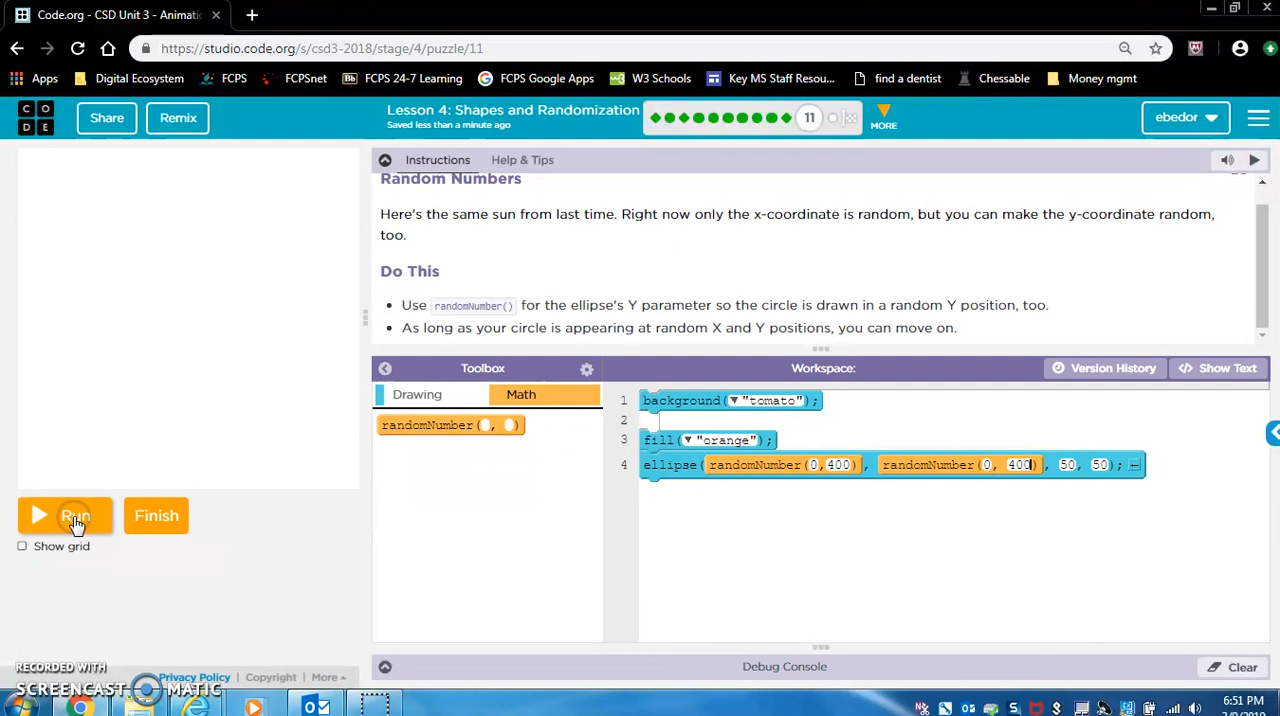 Code.org - CSD Unit 3 - Animatic
https://studio.code.org/s/csd3-2018/stage/4/puzzle/11
Apps Digital Ecosystem FCPS FCPSnet Bb FCPS 24-7 Learning FCPS Google Apps W3 Schools Key MS Staff Resou... find a dentist Chessable Money mgmt
CODE
Share Remix
Lesson 4: Shapes and Randomization
Saved less than a minute ago
11
MORE
ebedor
Instructions Help & Tips
Random Numbers
Here's the same sun from last time. Right now only the x-coordinate is random, but you can make the y-coordinate random,
too.
Do This
• Use randomNumber() for the ellipse's Y parameter so the circle is drawn in a random Y position, too.
• As long as your circle is appearing at random X and Y positions, you can move on.
Toolbox
Workspace:
Version History
</> Show Text
Drawing Math
randomNumber( , )
1 background("tomato");
2
3 fill("orange");
4 ellipse(randomNumber(0,400), randomNumber(0, 400), 50, 50);
Run Finish
Show grid
Debug Console
Clear
RECORDED WITH
SCREENCAST MATIC
Privacy Policy | Copyright | More
6:51 PM